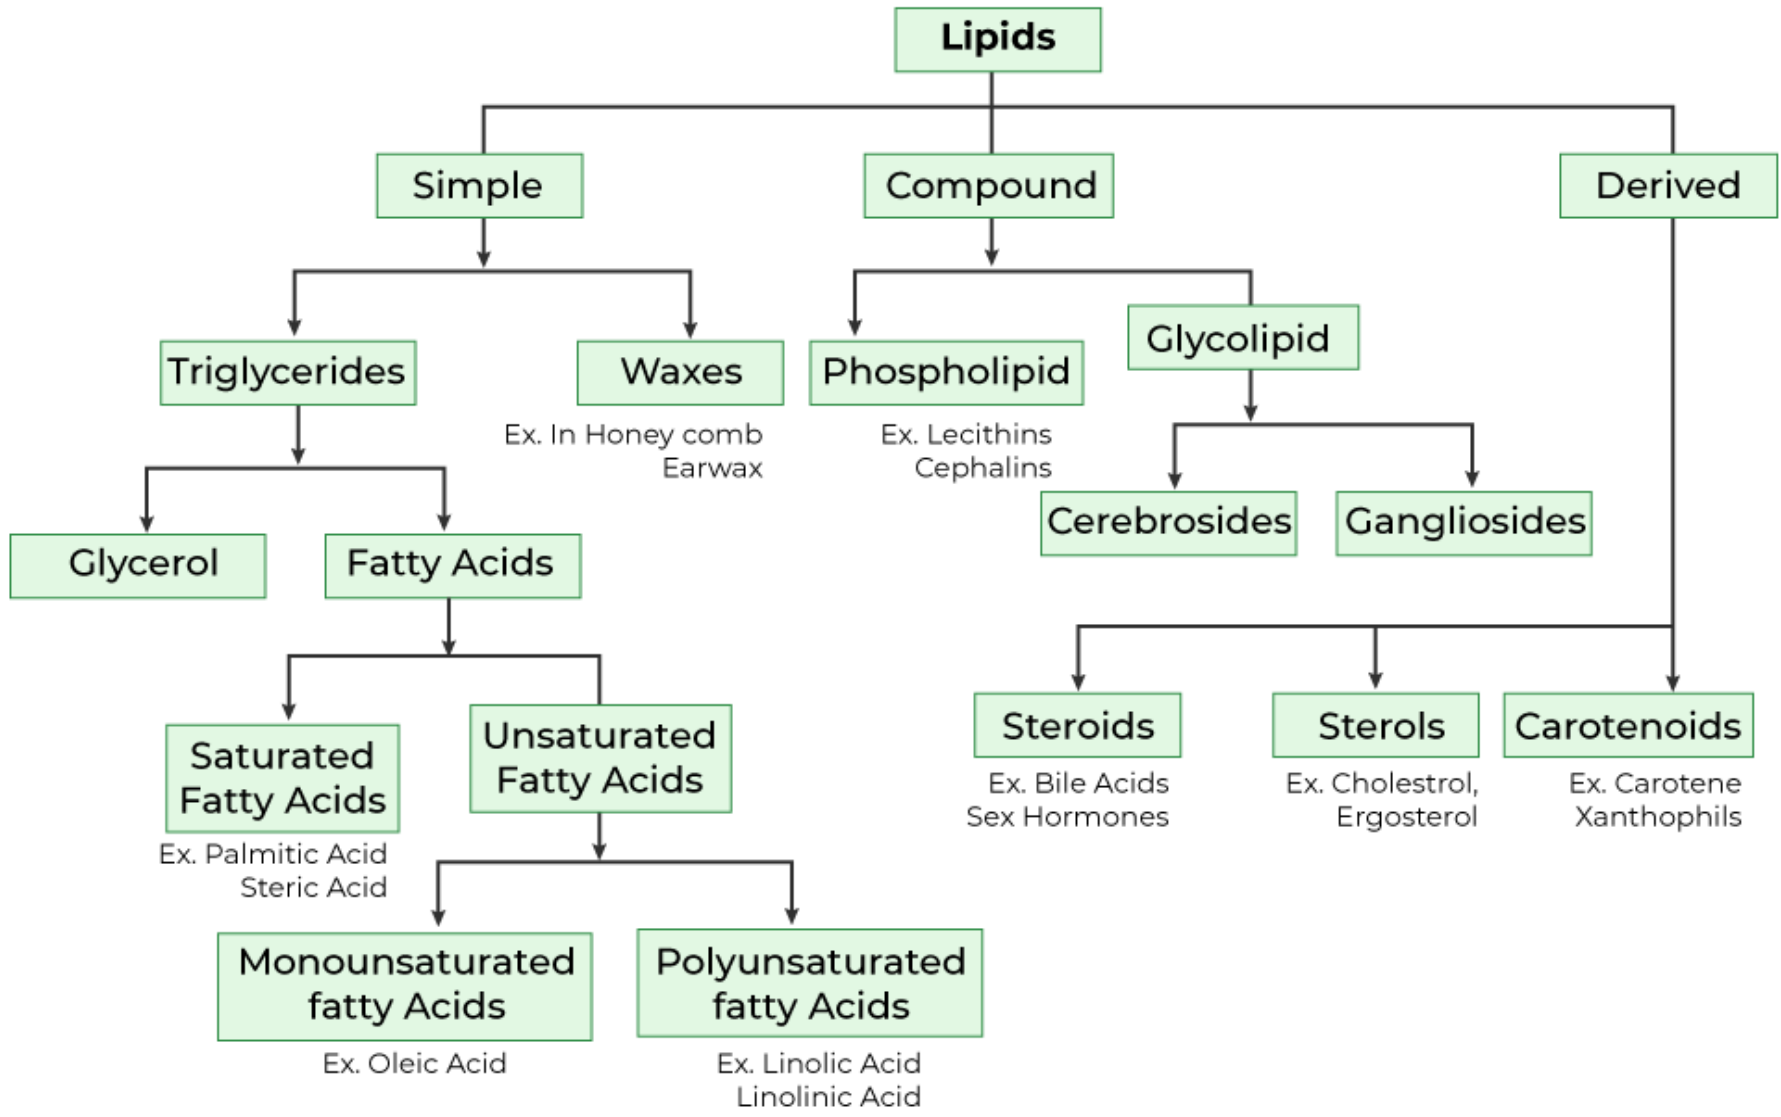 Lipids
Simple
Compound
Derived
Triglycerides
Waxes
Ex. In Honey comb
Earwax
Phospholipid
Ex. Lecithins
Cephalins
Glycolipid
Cerebrosides
Gangliosides
Glycerol
Fatty Acids
Saturated
Fatty Acids
Ex. Palmitic Acid
Steric Acid
Unsaturated
Fatty Acids
Steroids
Ex. Bile Acids
Sex Hormones
Sterols
Ex. Cholestrol,
Ergosterol
Carotenoids
Ex. Carotene
Xanthophils
Monounsaturated
fatty Acids
Ex. Oleic Acid
Polyunsaturated
fatty Acids
Ex. Linolic Acid
Linolinic Acid